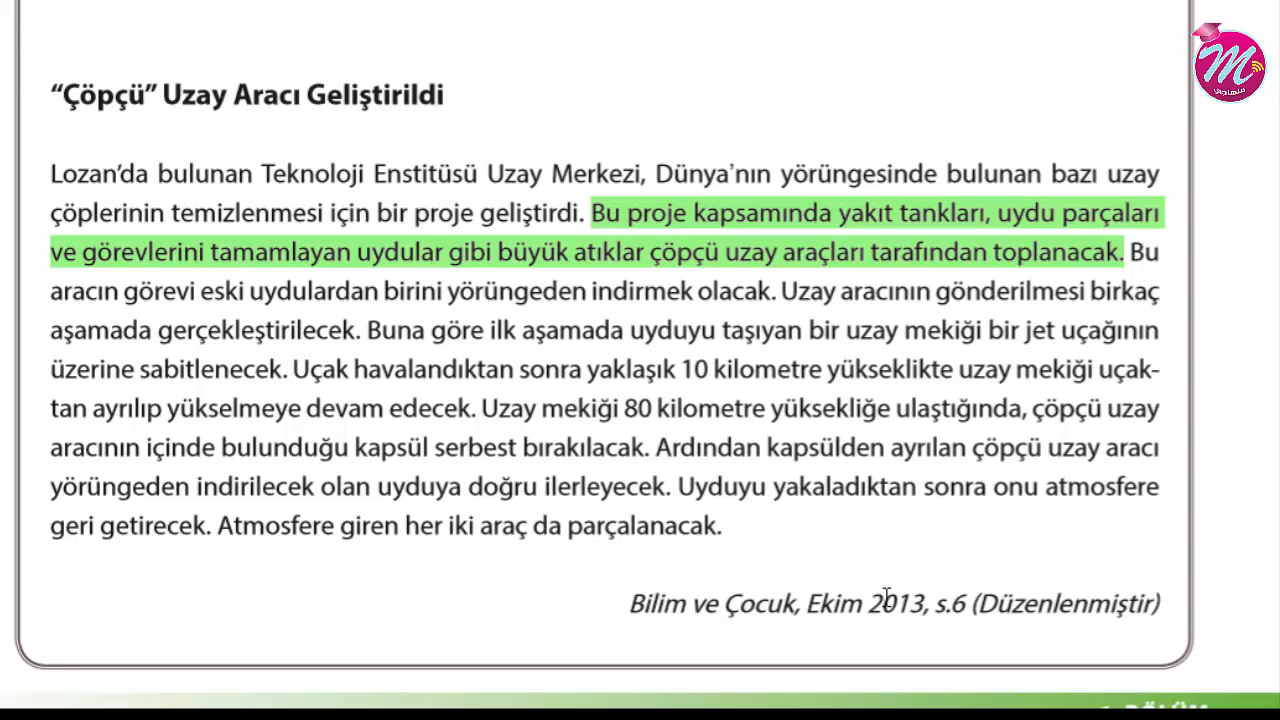 منهاجي
“Çöpçü” Uzay Aracı Geliştirildi
Lozan’da bulunan Teknoloji Enstitüsü Uzay Merkezi, Dünya’nın yörüngesinde bulunan bazı uzay
çöplerinin temizlenmesi için bir proje geliştirdi. Bu proje kapsamında yakıt tankları, uydu parçaları
ve görevlerini tamamlayan uydular gibi büyük atıklar çöpçü uzay araçları tarafından toplanacak. Bu
aracın görevi eski uydulardan birini yörüngeden indirmek olacak. Uzay aracının gönderilmesi birkaç
aşamada gerçekleştirilecek. Buna göre ilk aşamada uyduyu taşıyan bir uzay mekiği bir jet uçağının
üzerine sabitlenecek. Uçak havalandıktan sonra yaklaşık 10 kilometre yükseklikte uzay mekiği uçak-
tan ayrılıp yükselmeye devam edecek. Uzay mekiği 80 kilometre yüksekliğe ulaştığında, çöpçü uzay
aracının içinde bulunduğu kapsül serbest bırakılacak. Ardından kapsülden ayrılan çöpçü uzay aracı
yörüngeden indirilecek olan uyduya doğru ilerleyecek. Uyduyu yakaladıktan sonra onu atmosfere
geri getirecek. Atmosfere giren her iki araç da parçalanacak.
Bilim ve Çocuk, Ekim 2013, s.6 (Düzenlenmiştir)